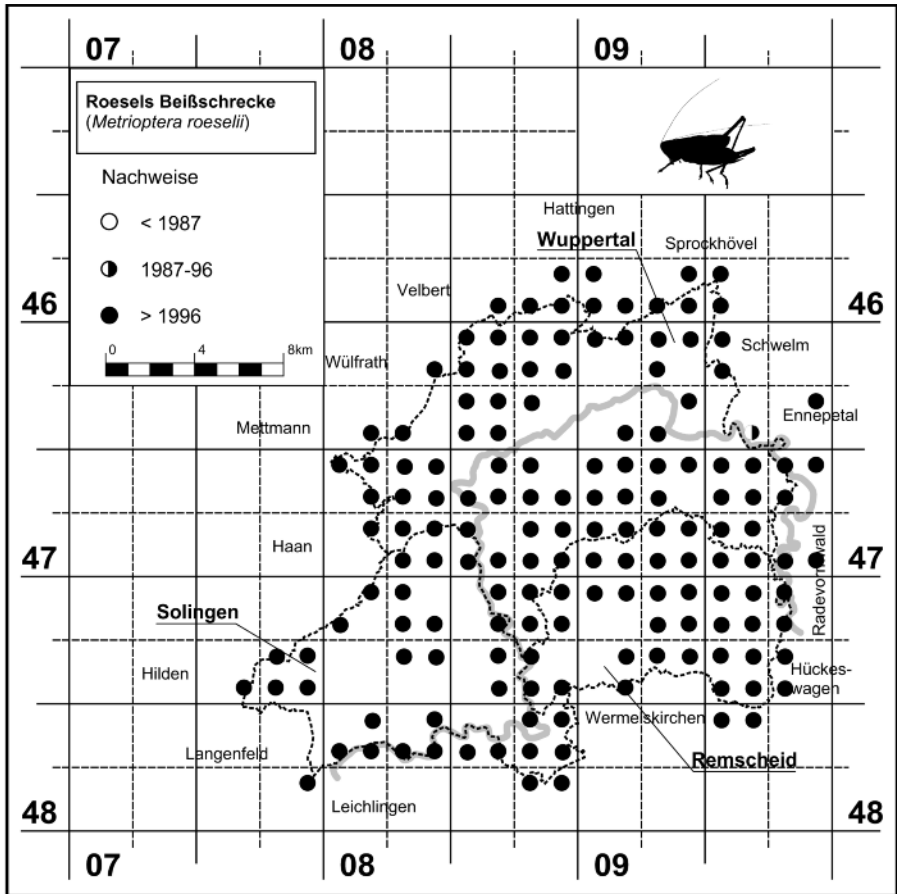 07 08 09
Roesels Beißschrecke
(Metrioptera roeselii)
Nachweise
< 1987
1987-96
> 1996
0 4 8km
Hattingen
Wuppertal
Sprockhövel
Velbert
46 46
Wülfrath
Schwelm
Mettmann
Ennepetal
Haan
47 47
Radevormwald
Solingen
Hilden
Hückes-
wagen
Wermelskirchen
Langenfeld
Remscheid
Leichlingen
48 48
07 08 09